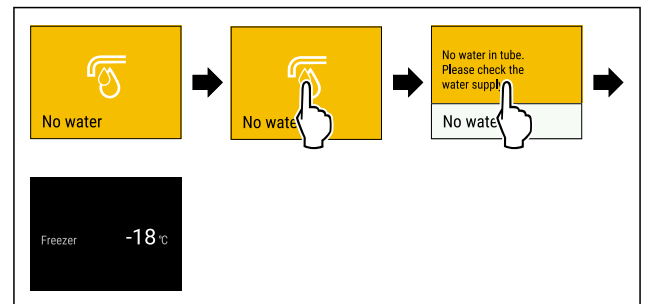 No water
No wate
No water in tube.
Please check the
water suppl
No wate
Freezer -18 °C